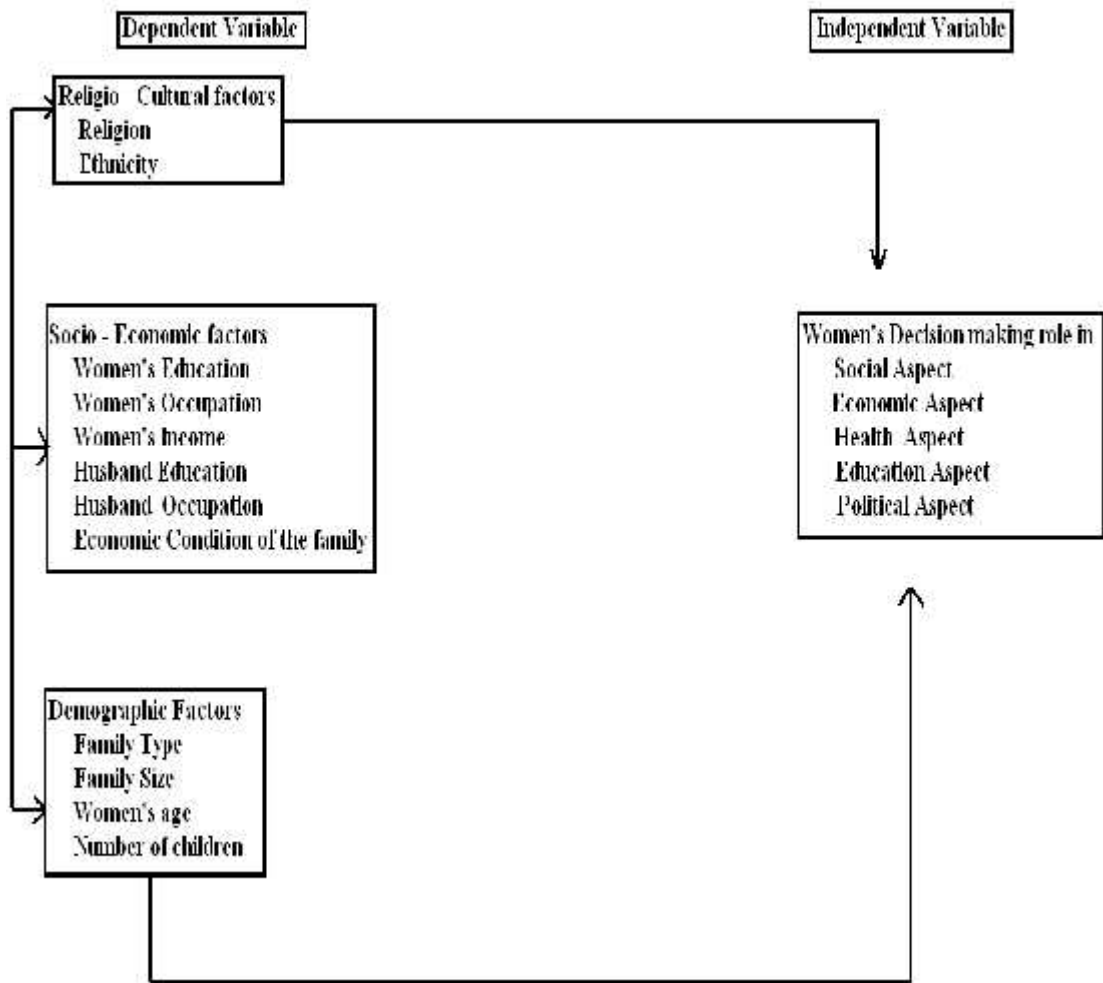 Dependent Variable
Independent Variable
Religio Cultural factors
Religion
Ethnicity
Socio - Economic factors
Women's Education
Women's Occupation
Women's Income
Husband Education
Husband Occupation
Economic Condition of the family
Women's Decision making role in
Social Aspect
Economic Aspect
Health Aspect
Education Aspect
Political Aspect
Demographic Factors
Family Type
Family Size
Women's age
Number of children